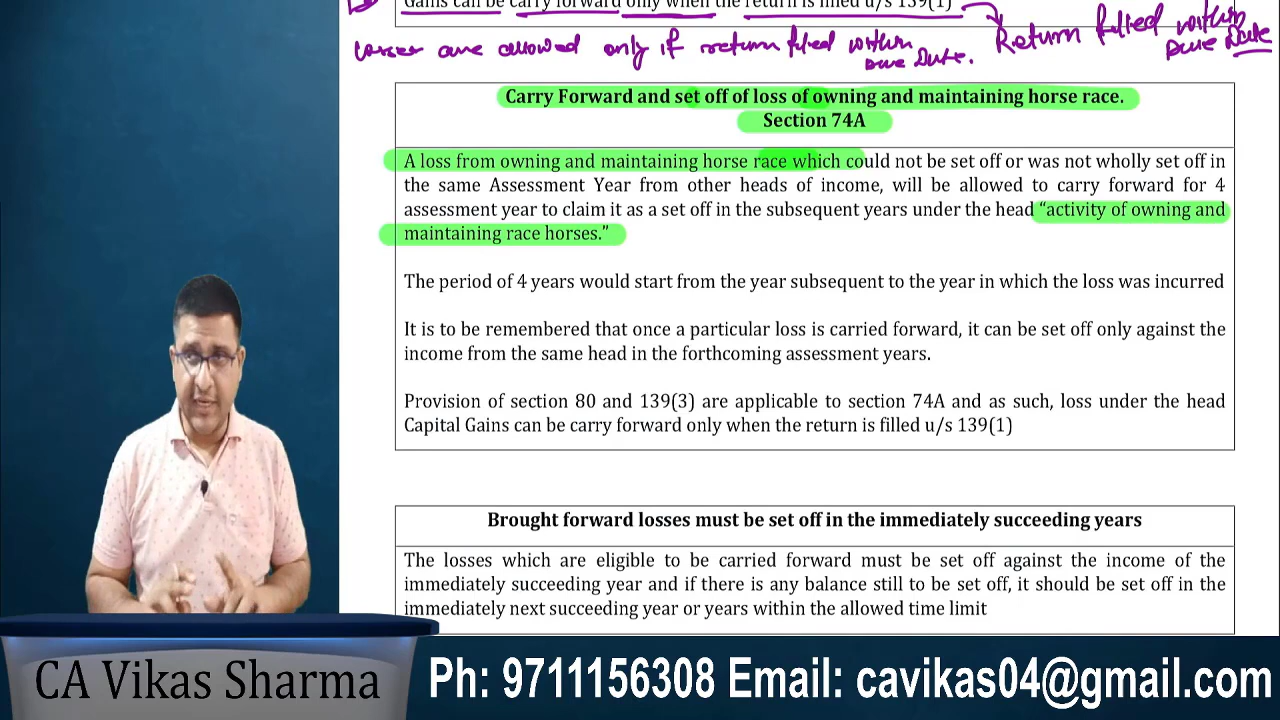 Gains can be carry forward only when the return is filled u/s 139(1)
Return filled within
Due Date
are allowed only if return filed within
Due Date.
Carry Forward and set off of loss of owning and maintaining horse race.
Section 74A
A loss from owning and maintaining horse race which could not be set off or was not wholly set off in
the same Assessment Year from other heads of income, will be allowed to carry forward for 4
assessment year to claim it as a set off in the subsequent years under the head “activity of owning and
maintaining race horses.”
The period of 4 years would start from the year subsequent to the year in which the loss was incurred
It is to be remembered that once a particular loss is carried forward, it can be set off only against the
income from the same head in the forthcoming assessment years.
Provision of section 80 and 139(3) are applicable to section 74A and as such, loss under the head
Capital Gains can be carry forward only when the return is filled u/s 139(1)
Brought forward losses must be set off in the immediately succeeding years
The losses which are eligible to be carried forward must be set off against the income of the
immediately succeeding year and if there is any balance still to be set off, it should be set off in the
immediately next succeeding year or years within the allowed time limit
CA Vikas Sharma
Ph: 9711156308 Email: cavikas04@gmail.com